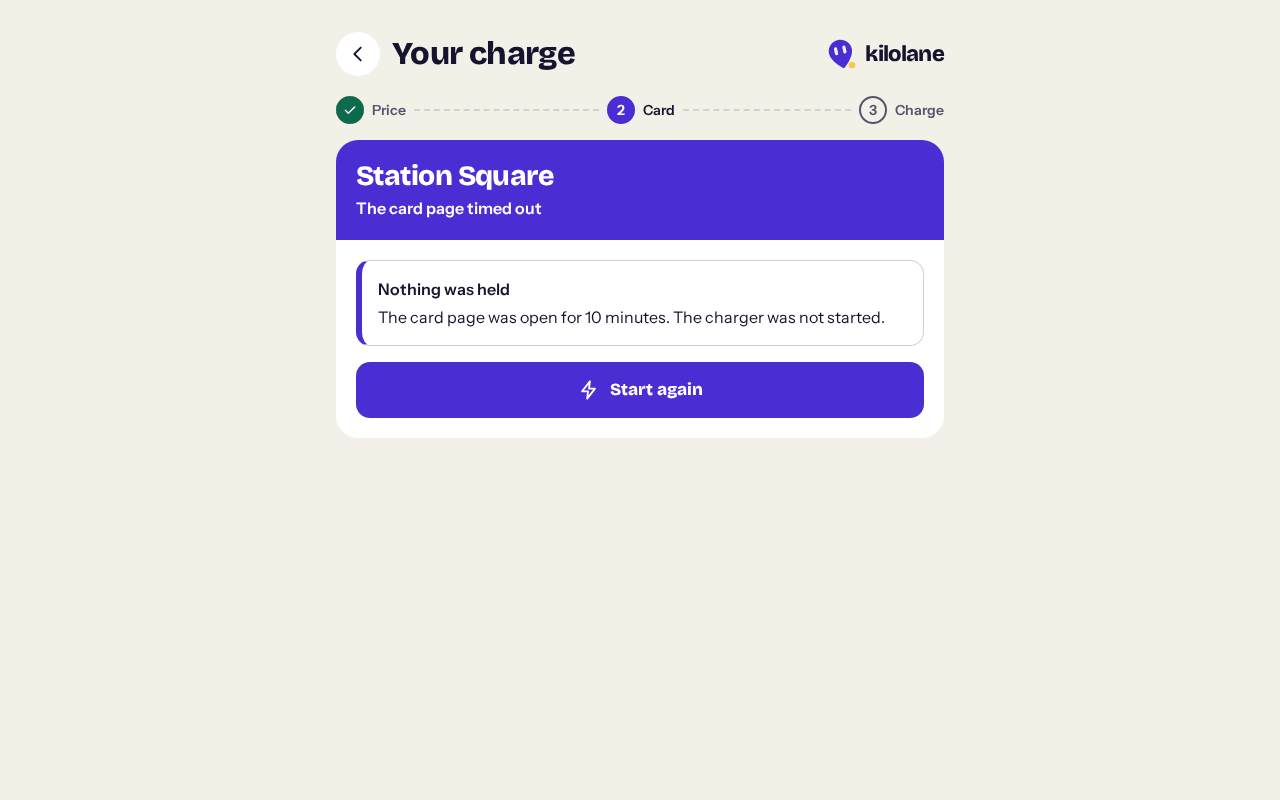 Your charge
kilolane
Price
2 Card
3 Charge
Station Square
The card page timed out
Nothing was held
The card page was open for 10 minutes. The charger was not started.
Start again